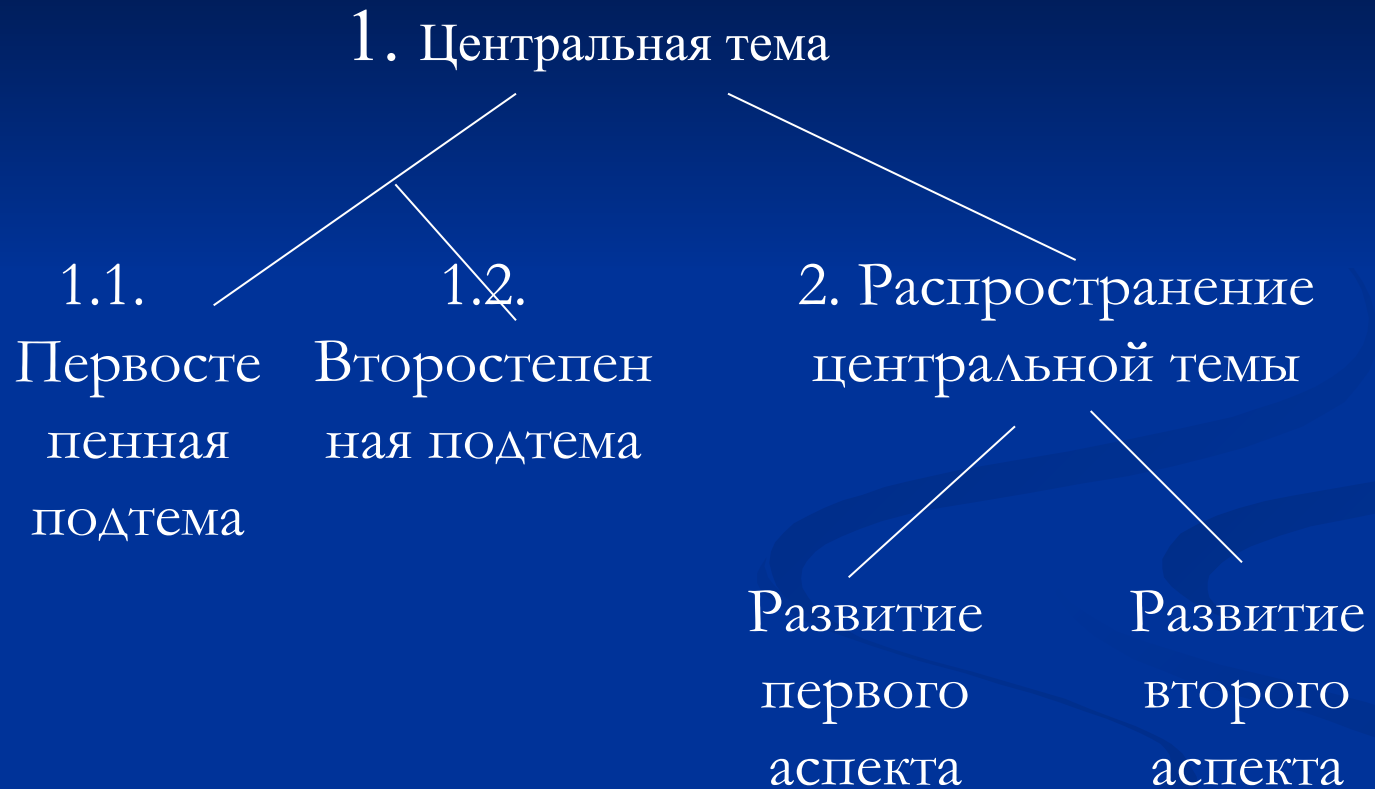 1. Центральная тема
1.1.
Первосте
пенная
подтема
1.2.
Второстепен
ная подтема
2. Распространение
центральной темы
Развитие
первого
аспекта
Развитие
второго
аспекта